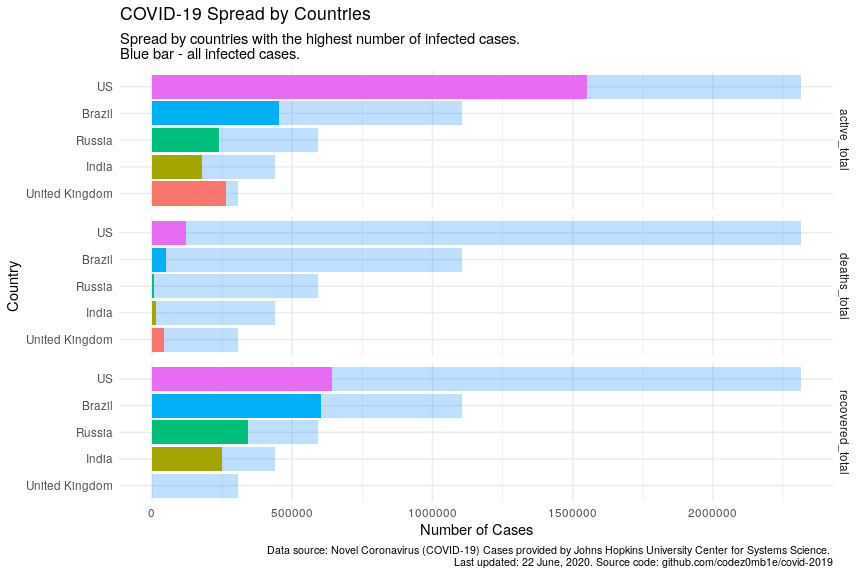 COVID-19 Spread by Countries
Spread by countries with the highest number of infected cases.
Blue bar - all infected cases.
US
Brazil
Russia
India
United Kingdom
active_total
US
Brazil
Russia
India
United Kingdom
deaths_total
US
Brazil
Russia
India
United Kingdom
recovered_total
Country
0
500000
1000000
1500000
2000000
Number of Cases
Data source: Novel Coronavirus (COVID-19) Cases provided by Johns Hopkins University Center for Systems Science.
Last updated: 22 June, 2020. Source code: github.com/codez0mb1e/covid-2019